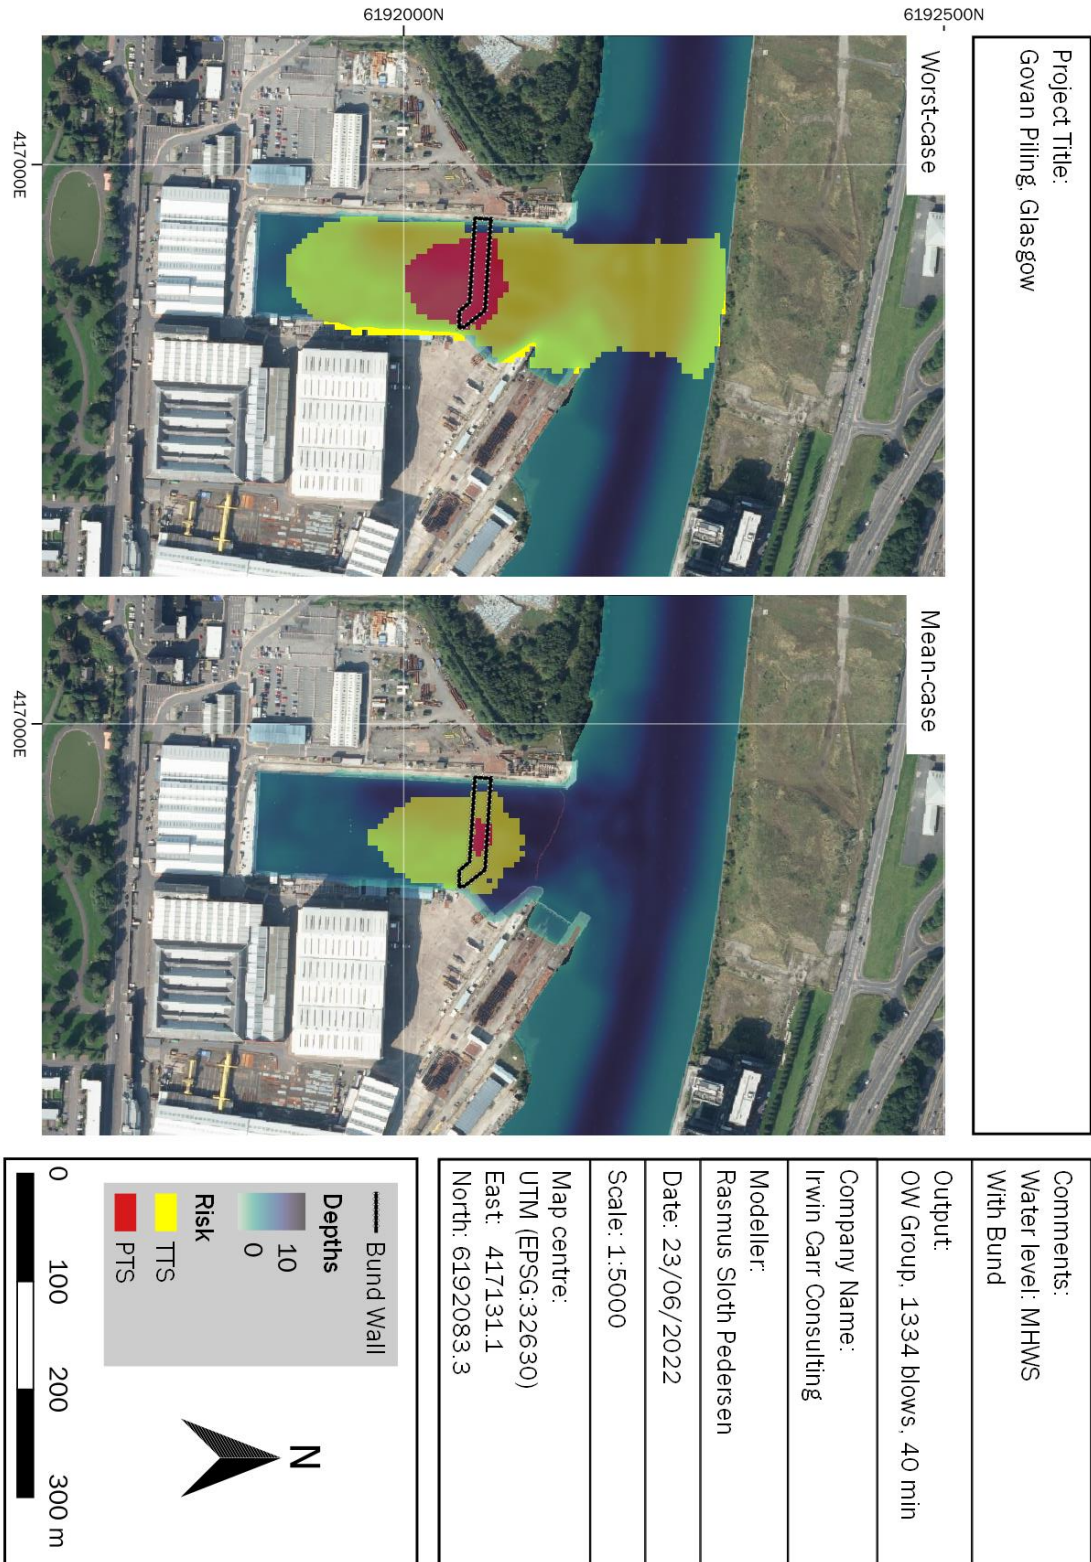 Project Title:
Govan Piling, Glasgow
Worst-case
Mean-case
6192000N
6192500N
417000E
417000E
Comments:
Water level: MHWS
With Bund
Output:
OW Group, 1334 blows, 40 min
Company Name:
Irwin Carr Consulting
Modeller:
Rasmus Sloth Pedersen
Date: 23/06/2022
Scale: 1:5000
Map centre:
UTM (EPSG:32630)
East: 417131.1
North: 6192083.3
Bund Wall
Depths
10
0
Risk
TTS
PTS
N
0
100
200
300 m